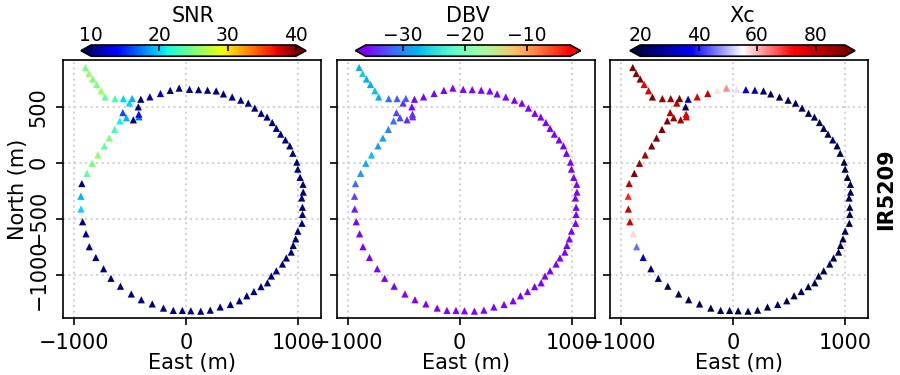 SNR DBV Xc
10 20 30 40 −30 −20 −10 20 40 60 80
500
0
−500
−1000
North (m)
IR5209
−1000 0 1000 −1000 0 1000 −1000 0 1000
East (m) East (m) East (m)